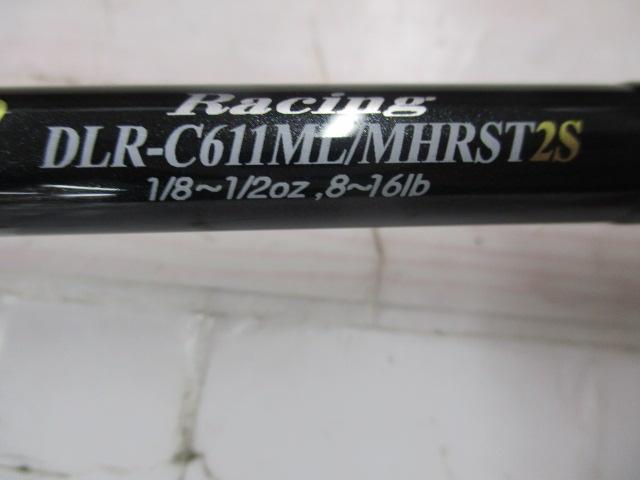 Racing
DLR-C611ML/MHRST2S
1/8~1/2oz,8~16lb